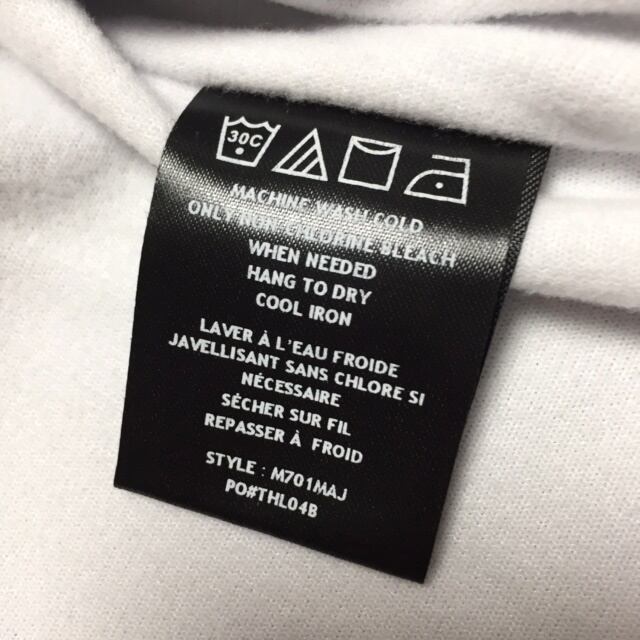 30C
MACHINE WASH COLD
ONLY NON-CHLORINE BLEACH
WHEN NEEDED
HANG TO DRY
COOL IRON
LAVER À L'EAU FROIDE
JAVELLISANT SANS CHLORE SI
NÉCESSAIRE
SÉCHER SUR FIL
REPASSER À FROID
STYLE : M701MAJ
PO#THL04B